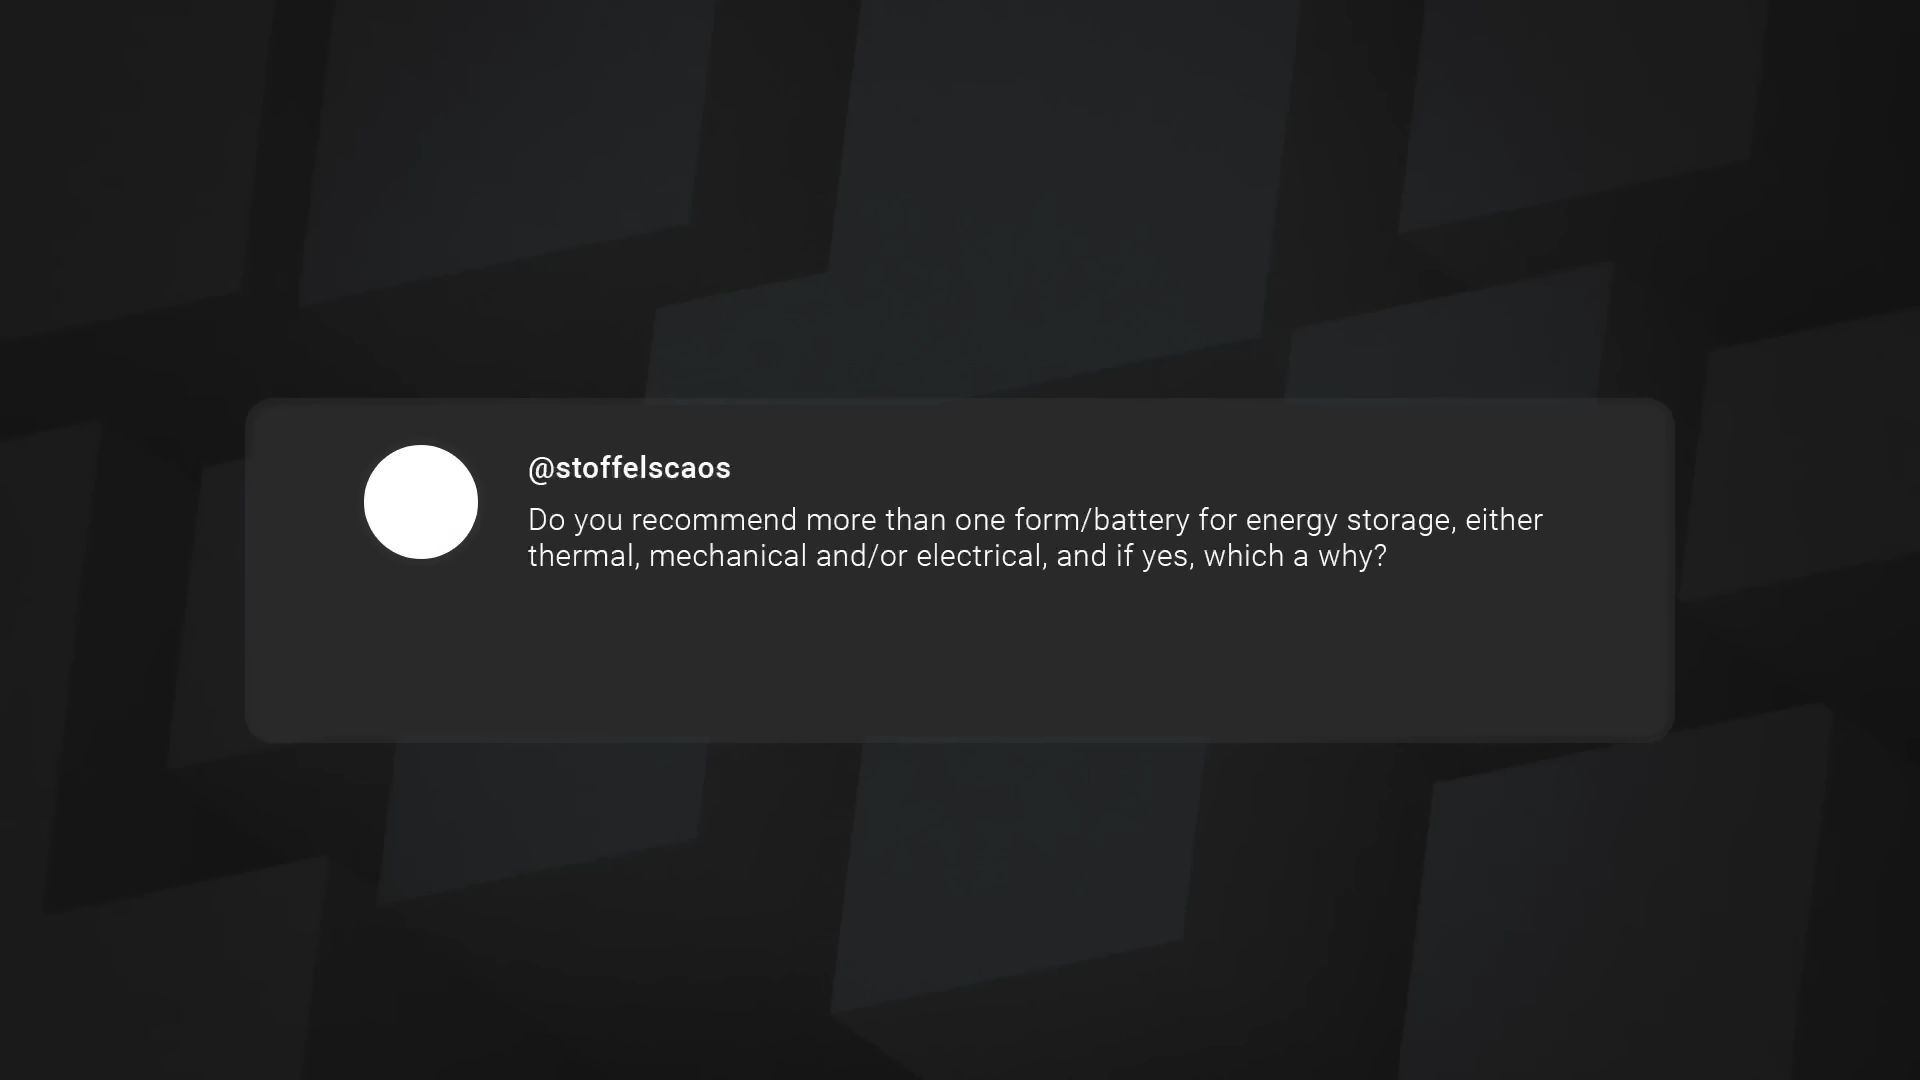 @stoffelscaos
Do you recommend more than one form/battery for energy storage, either
thermal, mechanical and/or electrical, and if yes, which a why?